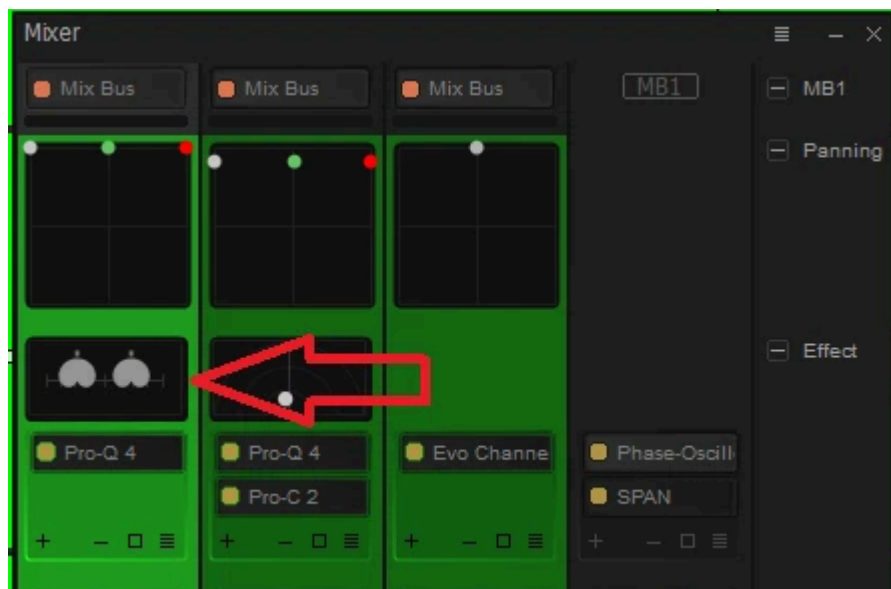 Mixer
Mix Bus
Mix Bus
Mix Bus
MB1
MB1
Panning
Effect
Pro-Q 4
Pro-Q 4
Evo Channe
Phase-Oscill
Pro-C 2
SPAN